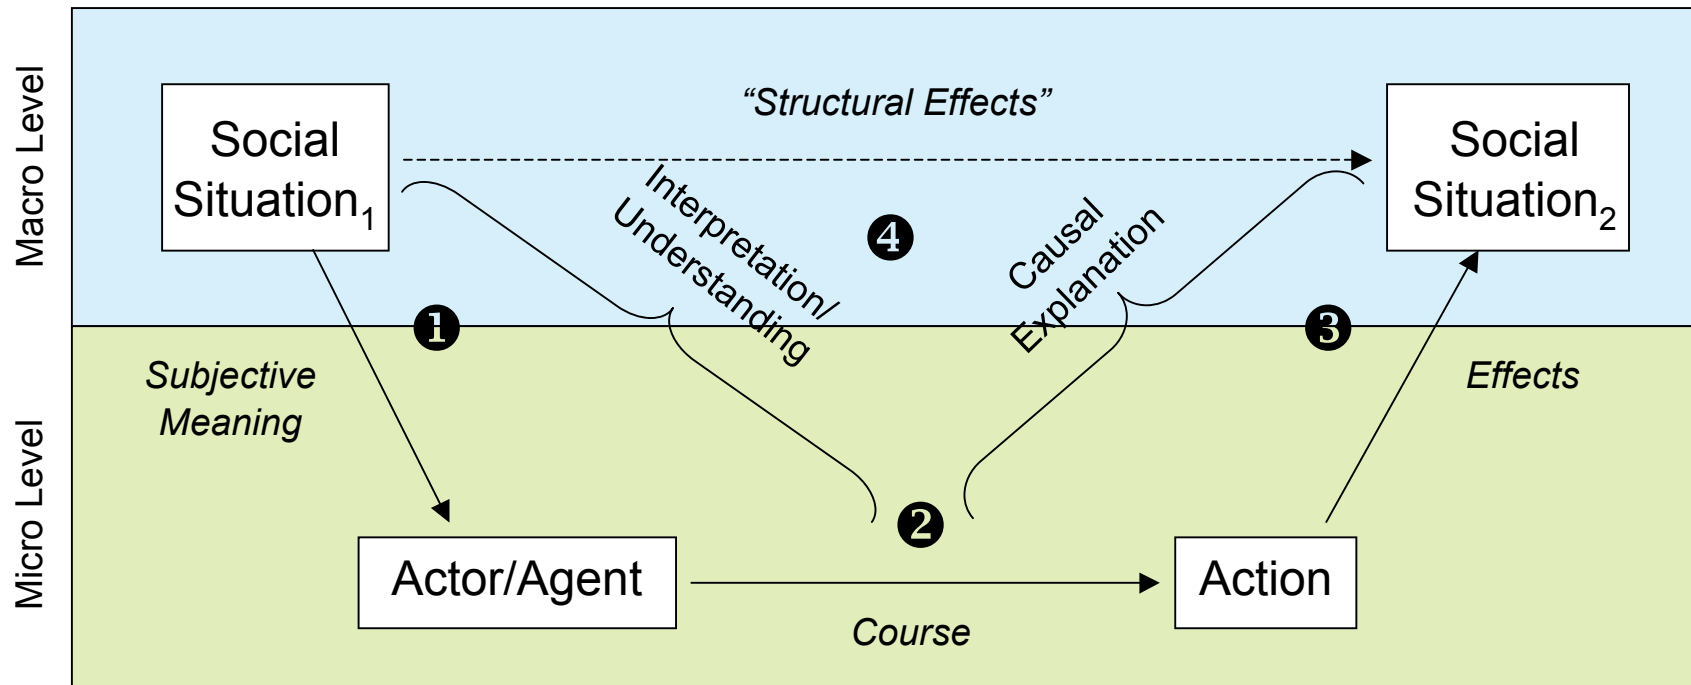 Macro Level
“Structural Effects”
Social
Situation₁
Social
Situation₂
Interpretation/
Understanding
❹
Causal
Explanation
❶
❸
Micro Level
Subjective
Meaning
Effects
❷
Actor/Agent
Action
Course